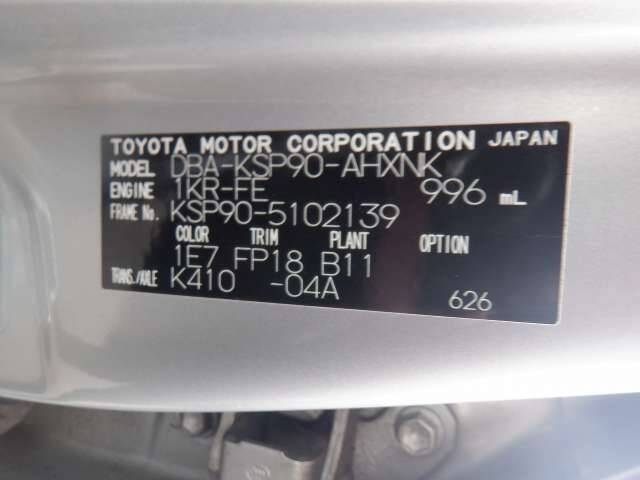 TOYOTA MOTOR CORPORATION JAPAN
MODEL DBA-KSP90-AHXNK
ENGINE 1KR-FE 996 mL
FRAME No. KSP90-5102139
COLOR TRIM PLANT OPTION
1E7 FP18 B11
TRANS./AXLE K410 -04A
626